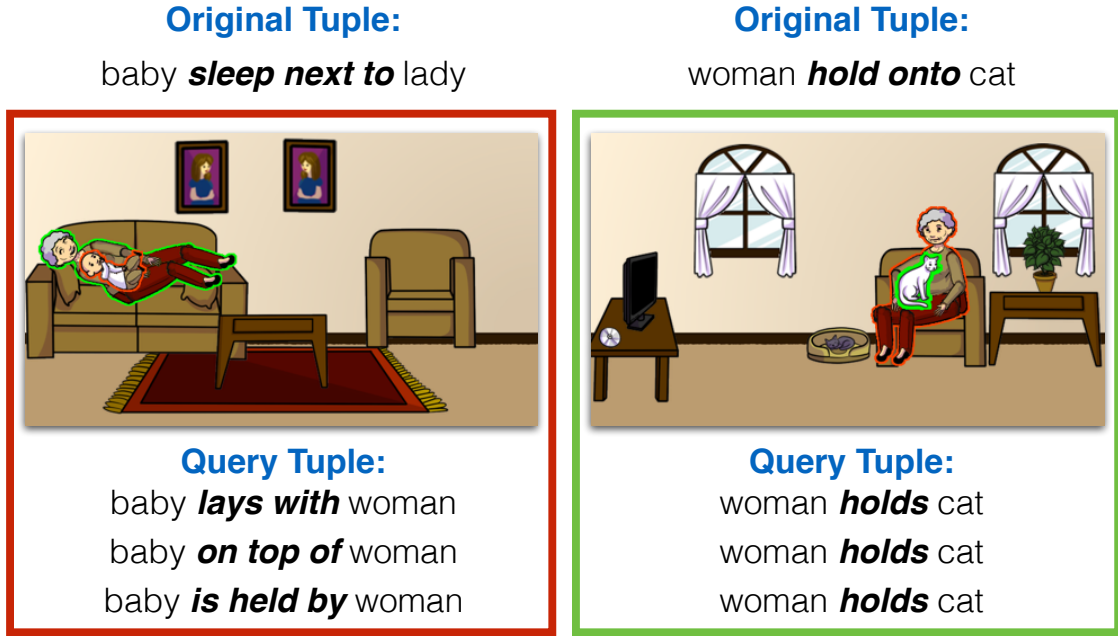 Original Tuple:
baby sleep next to lady
Query Tuple:
baby lays with woman
baby on top of woman
baby is held by woman
Original Tuple:
woman hold onto cat
Query Tuple:
woman holds cat
woman holds cat
woman holds cat